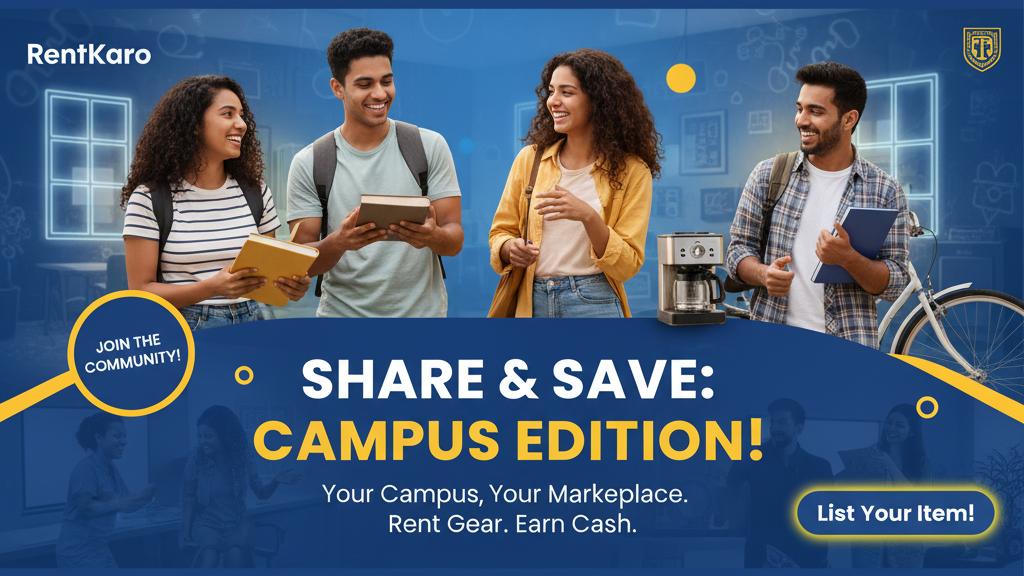 RentKaro
JOIN THE
COMMUNITY!
SHARE & SAVE:
CAMPUS EDITION!
Your Campus, Your Markeplace.
Rent Gear. Earn Cash.
List Your Item!